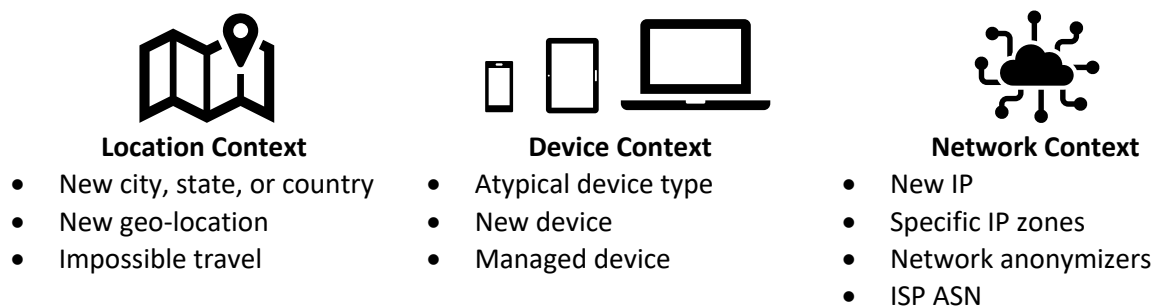 Location Context
• New city, state, or country
• New geo-location
• Impossible travel
Device Context
• Atypical device type
• New device
• Managed device
Network Context
• New IP
• Specific IP zones
• Network anonymizers
• ISP ASN